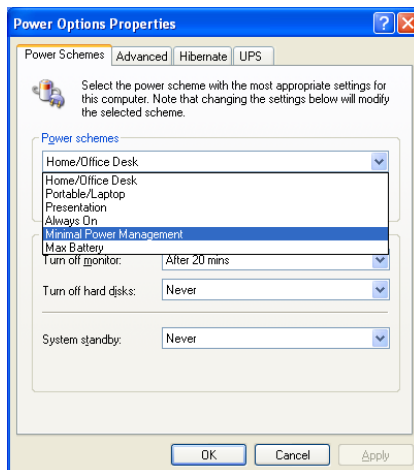 Power Options Properties
Power Schemes Advanced Hibernate UPS
Select the power scheme with the most appropriate settings for
this computer. Note that changing the settings below will modify
the selected scheme.
Power schemes
Home/Office Desk
Home/Office Desk
Portable/Laptop
Presentation
Always On
Minimal Power Management
Max Battery
Turn off monitor: After 20 mins
Turn off hard disks: Never
System standby: Never
OK Cancel Apply